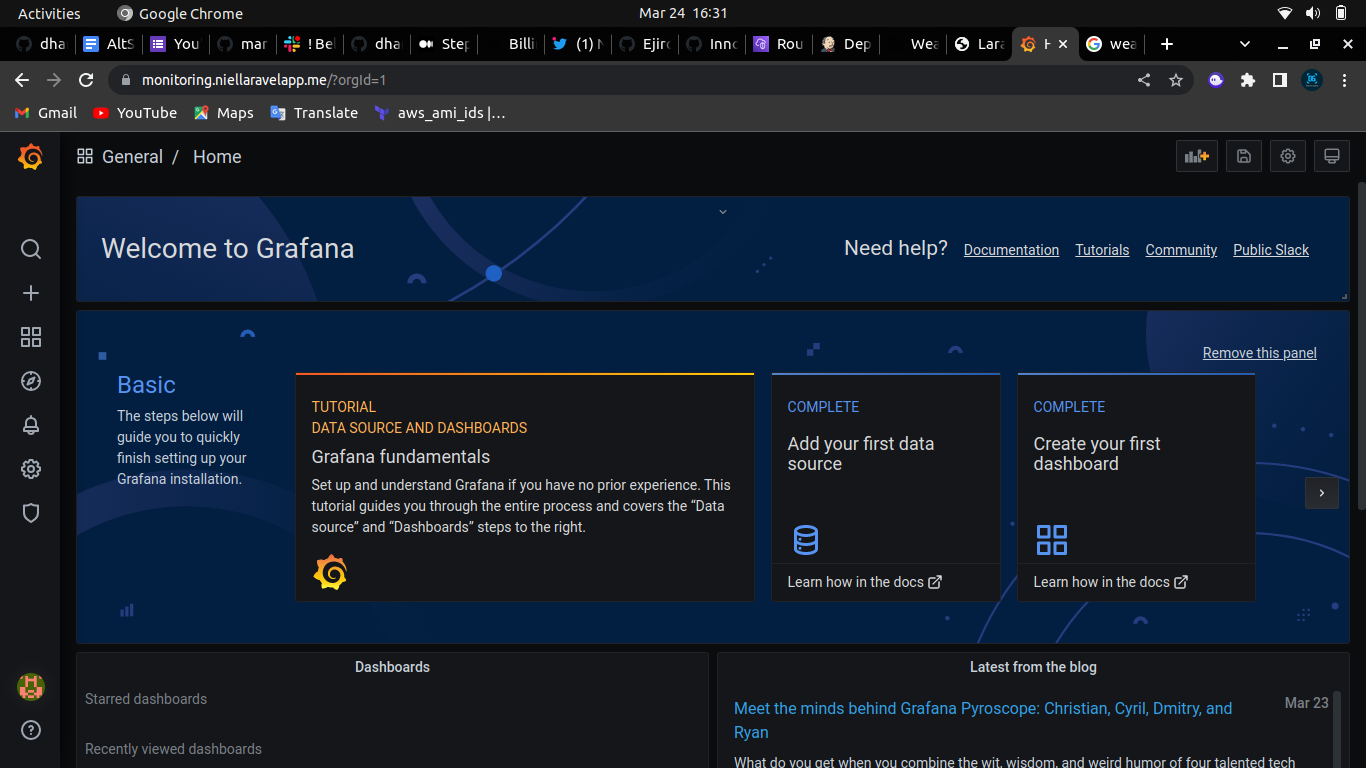 Activities
Google Chrome
Mar 24 16:31
dha
AltS
You
mar
! Be
dha
Step
Billi
(1) N
Ejir
Inno
Rou
Dep
Wea
Lara
H
wea
monitoring.niellaravelapp.me/?orgId=1
Gmail
YouTube
Maps
Translate
aws_ami_ids |...
General / Home
Welcome to Grafana
Need help?
Documentation
Tutorials
Community
Public Slack
Remove this panel
Basic
The steps below will
guide you to quickly
finish setting up your
Grafana installation.
TUTORIAL
DATA SOURCE AND DASHBOARDS
Grafana fundamentals
Set up and understand Grafana if you have no prior experience. This
tutorial guides you through the entire process and covers the “Data
source” and “Dashboards” steps to the right.
COMPLETE
Add your first data
source
Learn how in the docs
COMPLETE
Create your first
dashboard
Learn how in the docs
Dashboards
Starred dashboards
Recently viewed dashboards
Latest from the blog
Meet the minds behind Grafana Pyroscope: Christian, Cyril, Dmitry, and
Ryan
Mar 23
What do you get when you combine the wit, wisdom, and weird humor of four talented tech